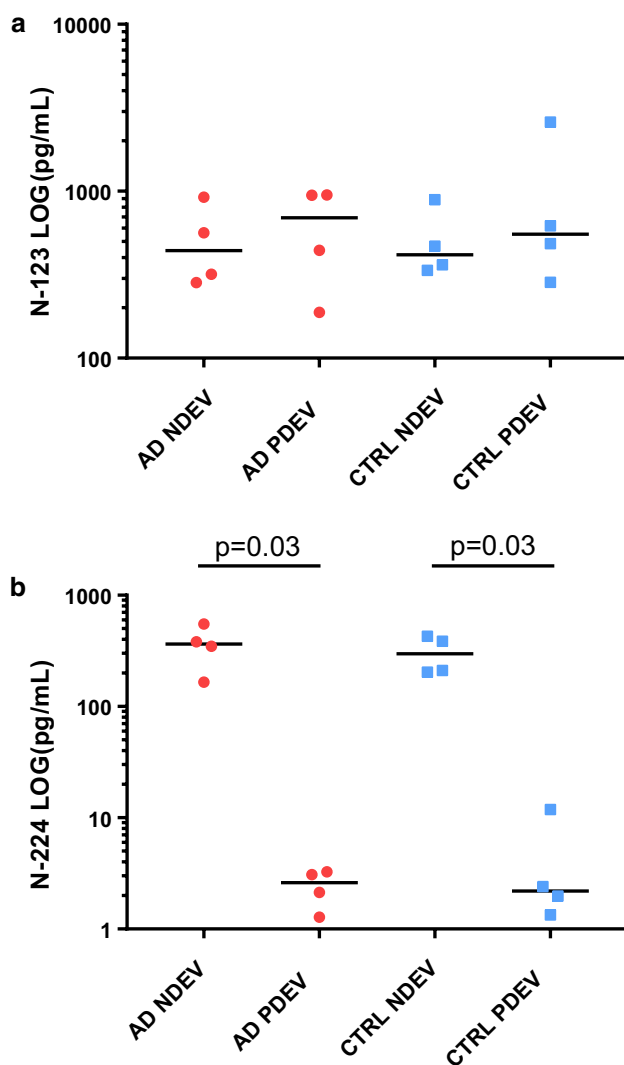 a
N-123 LOG(pg/mL)
10000
1000
100
AD NDEV
AD PDEV
CTRL NDEV
CTRL PDEV
p=0.03
p=0.03
b
N-224 LOG(pg/mL)
1000
100
10
1
AD NDEV
AD PDEV
CTRL NDEV
CTRL PDEV